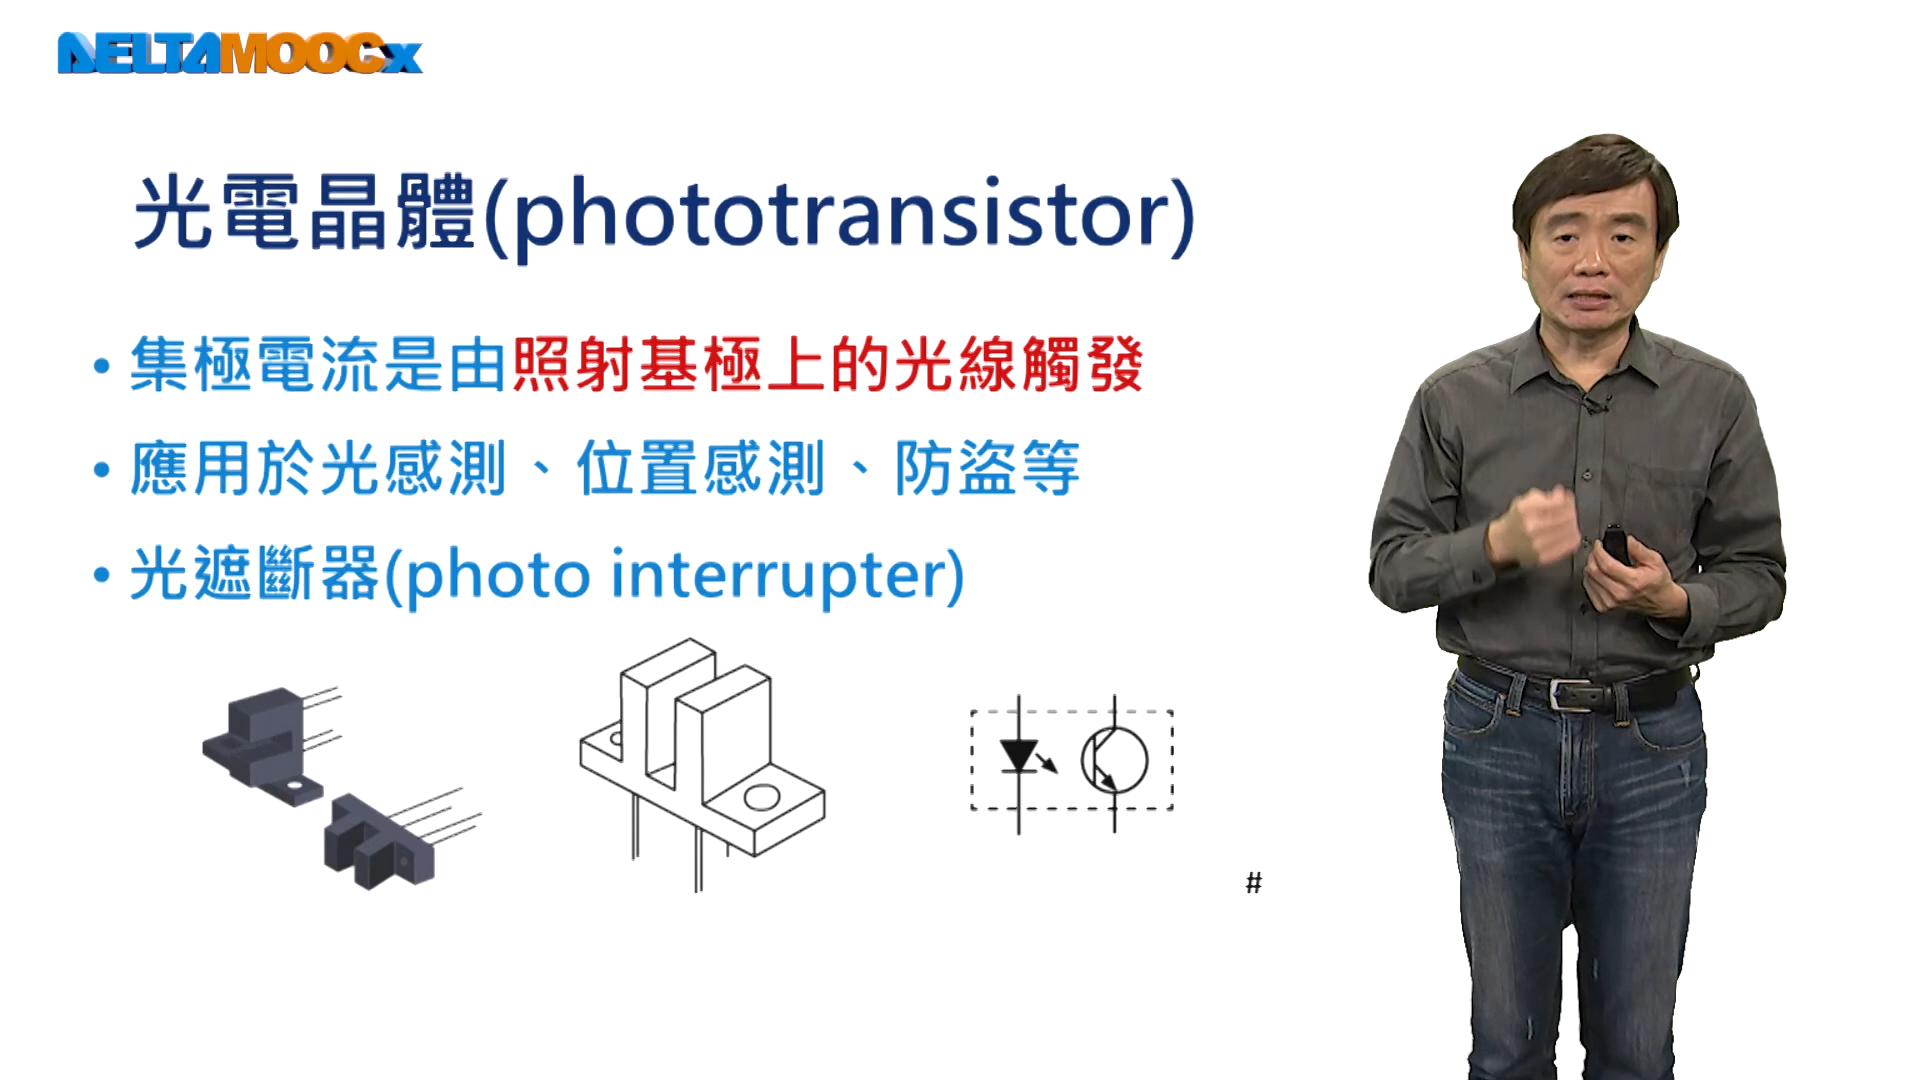 DELTAMOOCx
光電晶體(phototransistor)
• 集極電流是由照射基極上的光線觸發
• 應用於光感測、位置感測、防盜等
• 光遮斷器(photo interrupter)
#